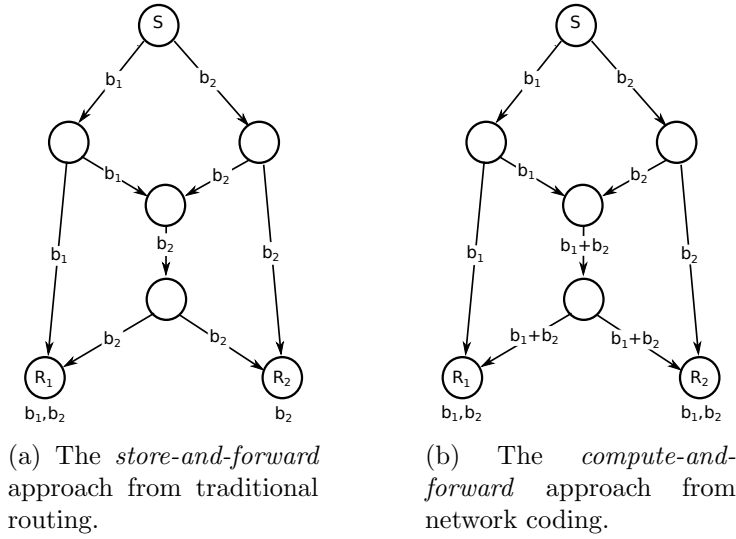 S
b₁
b₂
b₁
b₂
b₁
b₂
b₂
b₂
b₂
R₁
R₂
b₁,b₂
b₂
(a) The store-and-forward
approach from traditional
routing.
S
b₁
b₂
b₁
b₂
b₁
b₁+b₂
b₂
b₁+b₂
b₁+b₂
R₁
R₂
b₁,b₂
b₁,b₂
(b) The compute-and-
forward approach from
network coding.